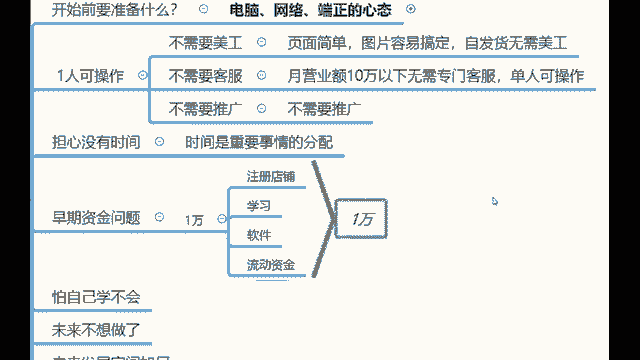 开始前要准备什么？ 电脑、网络、端正的心态
不需要美工 页面简单，图片容易搞定，自发货无需美工
1人可操作 不需要客服 月营业额10万以下无需专门客服，单人可操作
不需要推广 不需要推广
担心没有时间 时间是重要事情的分配
注册店铺
学习
早期资金问题 1万 1万
软件
流动资金
怕自己学不会
未来不想做了